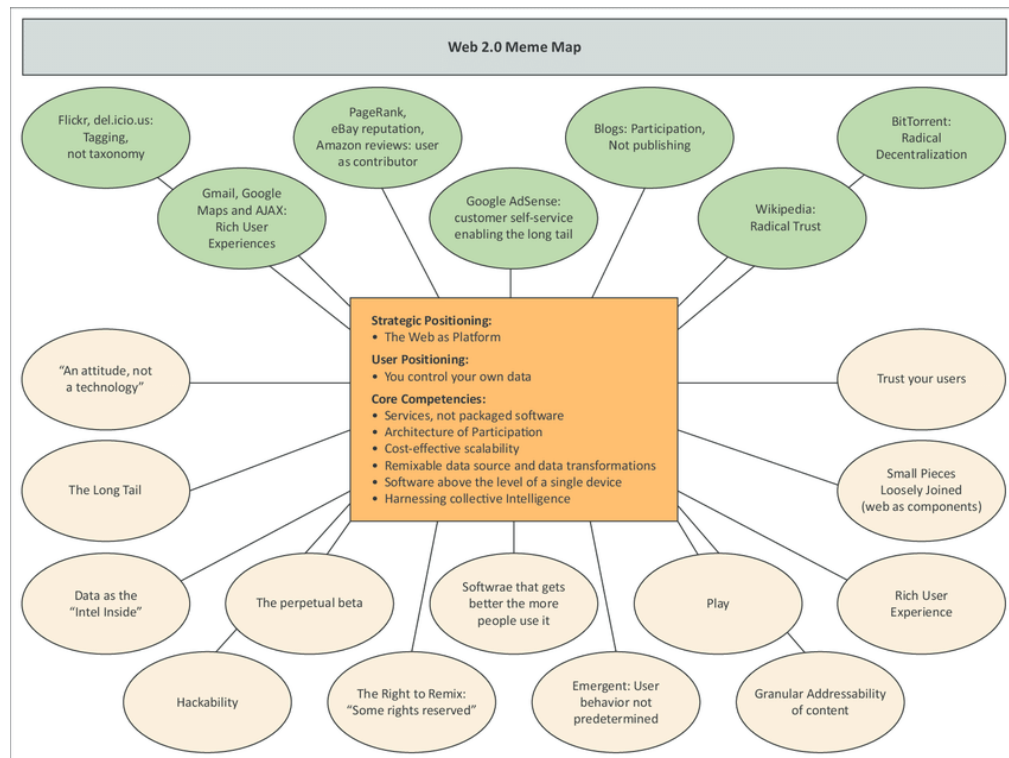 Web 2.0 Meme Map
Flickr, del.icio.us:
Tagging,
not taxonomy
PageRank,
eBay reputation,
Amazon reviews: user
as contributor
Blogs: Participation,
Not publishing
BitTorrent:
Radical
Decentralization
Gmail, Google
Maps and AJAX:
Rich User
Experiences
Google AdSense:
customer self-service
enabling the long tail
Wikipedia:
Radical Trust
Strategic Positioning:
• The Web as Platform
User Positioning:
• You control your own data
Core Competencies:
• Services, not packaged software
• Architecture of Participation
• Cost-effective scalability
• Remixable data source and data transformations
• Software above the level of a single device
• Harnessing collective Intelligence
“An attitude, not
a technology”
Trust your users
The Long Tail
Small Pieces
Loosely Joined
(web as components)
Data as the
“Intel Inside”
The perpetual beta
Softwrae that gets
better the more
people use it
Play
Rich User
Experience
Hackability
The Right to Remix:
“Some rights reserved”
Emergent: User
behavior not
predetermined
Granular Addressability
of content